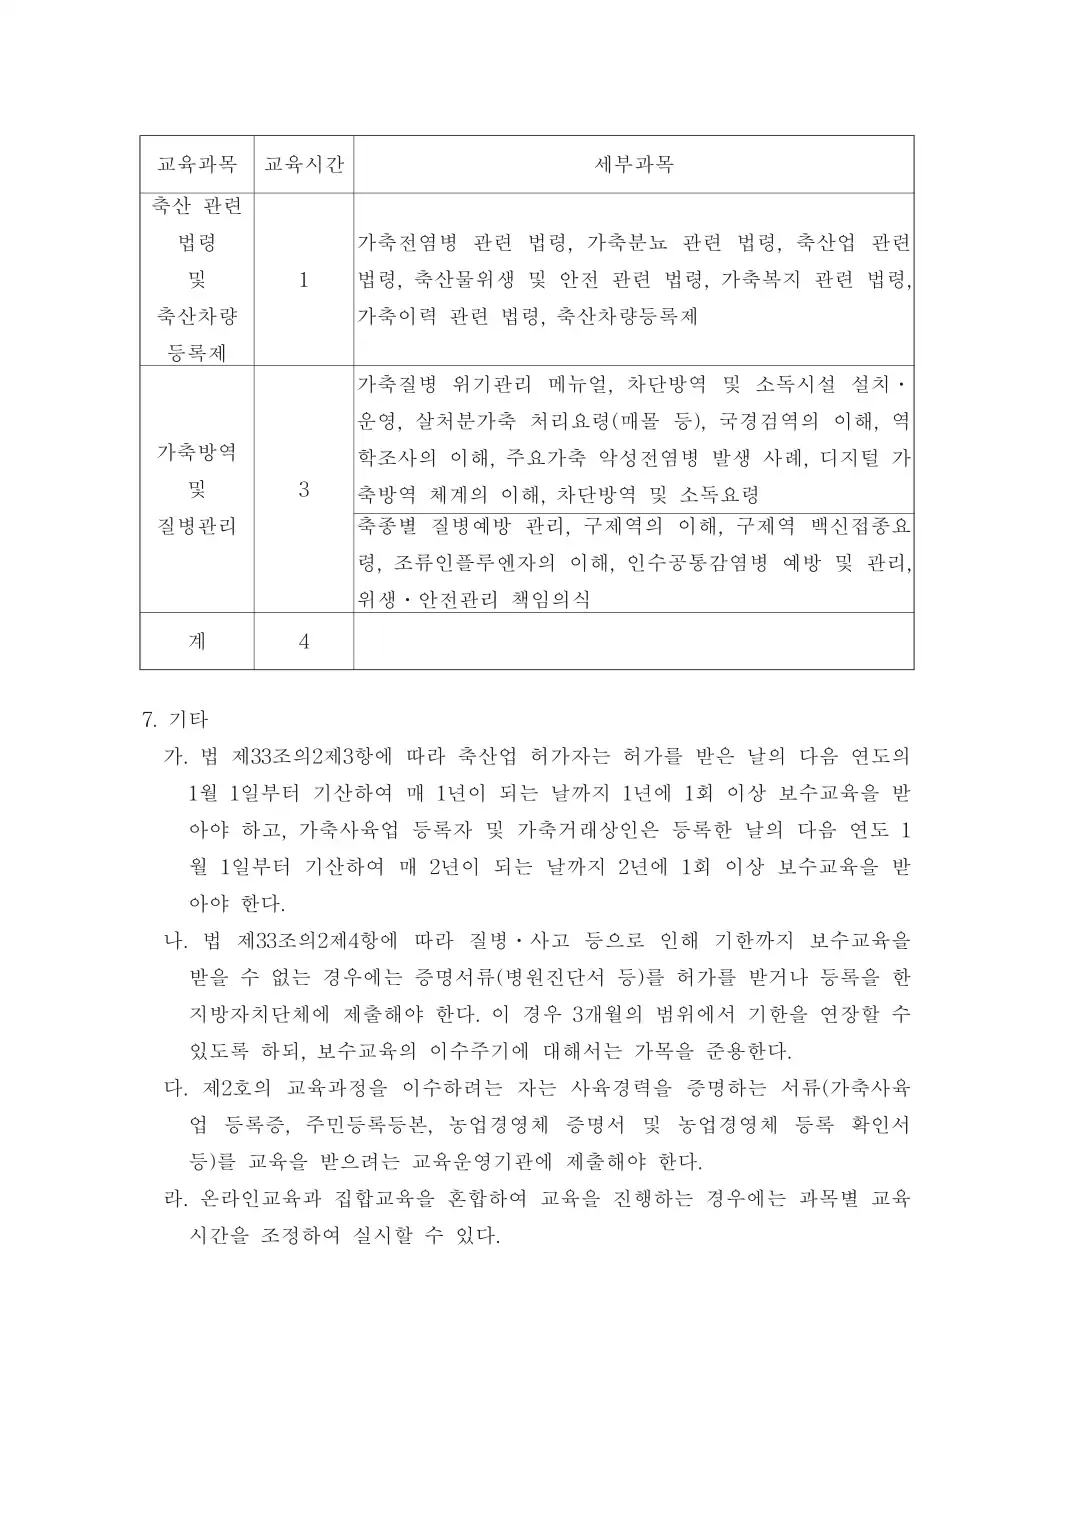 교육과목 교육시간 세부과목
축산 관련
법령
및
축산차량
등록제
1
가축전염병 관련 법령, 가축분뇨 관련 법령, 축산업 관련
법령, 축산물위생 및 안전 관련 법령, 가축복지 관련 법령,
가축이력 관련 법령, 축산차량등록제
가축방역
및
질병관리
3
가축질병 위기관리 메뉴얼, 차단방역 및 소독시설 설치·
운영, 살처분가축 처리요령(매몰 등), 국경검역의 이해, 역
학조사의 이해, 주요가축 악성전염병 발생 사례, 디지털 가
축방역 체계의 이해, 차단방역 및 소독요령
축종별 질병예방 관리, 구제역의 이해, 구제역 백신접종요
령, 조류인플루엔자의 이해, 인수공통감염병 예방 및 관리,
위생·안전관리 책임의식
계 4
7. 기타
가. 법 제33조의2제3항에 따라 축산업 허가자는 허가를 받은 날의 다음 연도의
1월 1일부터 기산하여 매 1년이 되는 날까지 1년에 1회 이상 보수교육을 받
아야 하고, 가축사육업 등록자 및 가축거래상인은 등록한 날의 다음 연도 1
월 1일부터 기산하여 매 2년이 되는 날까지 2년에 1회 이상 보수교육을 받
아야 한다.
나. 법 제33조의2제4항에 따라 질병·사고 등으로 인해 기한까지 보수교육을
받을 수 없는 경우에는 증명서류(병원진단서 등)를 허가를 받거나 등록을 한
지방자치단체에 제출해야 한다. 이 경우 3개월의 범위에서 기한을 연장할 수
있도록 하되, 보수교육의 이수주기에 대해서는 가목을 준용한다.
다. 제2호의 교육과정을 이수하려는 자는 사육경력을 증명하는 서류(가축사육
업 등록증, 주민등록등본, 농업경영체 증명서 및 농업경영체 등록 확인서
등)를 교육을 받으려는 교육운영기관에 제출해야 한다.
라. 온라인교육과 집합교육을 혼합하여 교육을 진행하는 경우에는 과목별 교육
시간을 조정하여 실시할 수 있다.